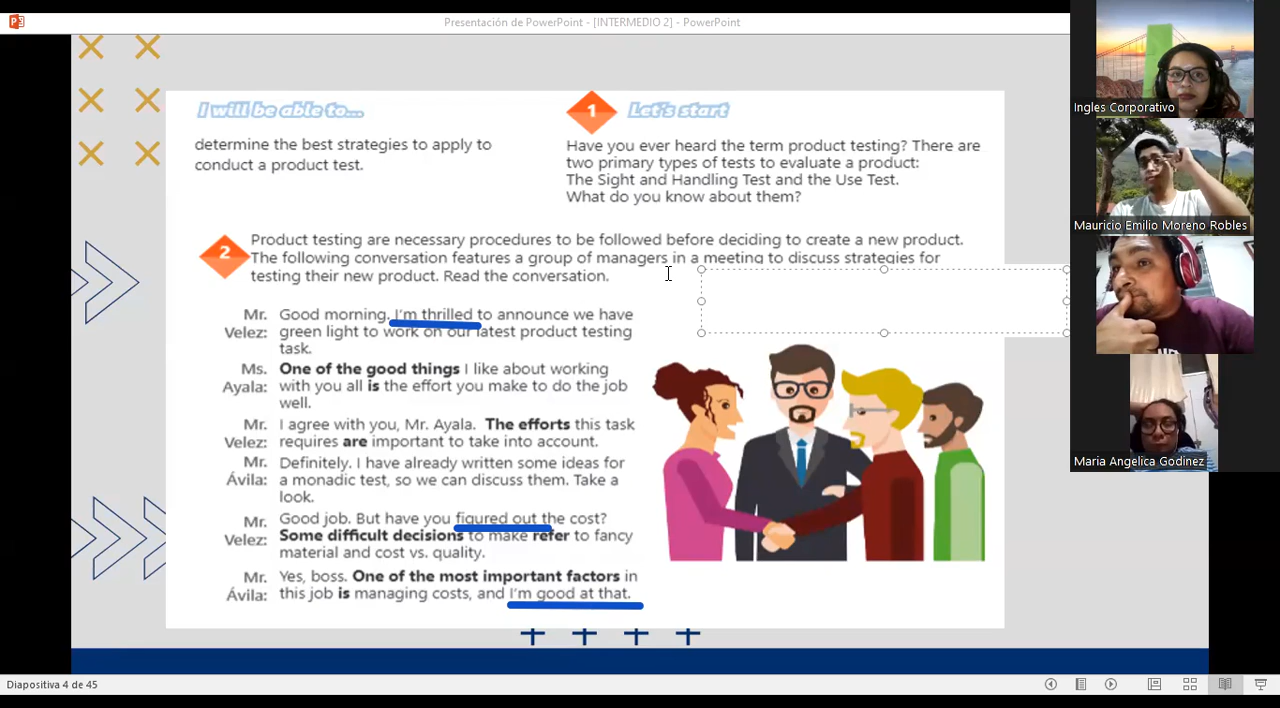 Presentación de PowerPoint - [INTERMEDIO 2] - PowerPoint
I will be able to...
determine the best strategies to apply to
conduct a product test.
1 Let's start
Have you ever heard the term product testing? There are
two primary types of tests to evaluate a product:
The Sight and Handling Test and the Use Test.
What do you know about them?
2
Product testing are necessary procedures to be followed before deciding to create a new product.
The following conversation features a group of managers in a meeting to discuss strategies for
testing their new product. Read the conversation.
Mr. Velez: Good morning. I'm thrilled to announce we have
green light to work on our latest product testing
task.
Ms. Ayala: One of the good things I like about working
with you all is the effort you make to do the job
well.
Mr. Velez: I agree with you, Mr. Ayala. The efforts this task
requires are important to take into account.
Mr. Ávila: Definitely. I have already written some ideas for
a monadic test, so we can discuss them. Take a
look.
Mr. Velez: Good job. But have you figured out the cost?
Some difficult decisions to make refer to fancy
material and cost vs. quality.
Mr. Ávila: Yes, boss. One of the most important factors in
this job is managing costs, and I'm good at that.
Ingles Corporativo
Mauricio Emilio Moreno Robles
Maria Angelica Godinez
Diapositiva 4 de 45